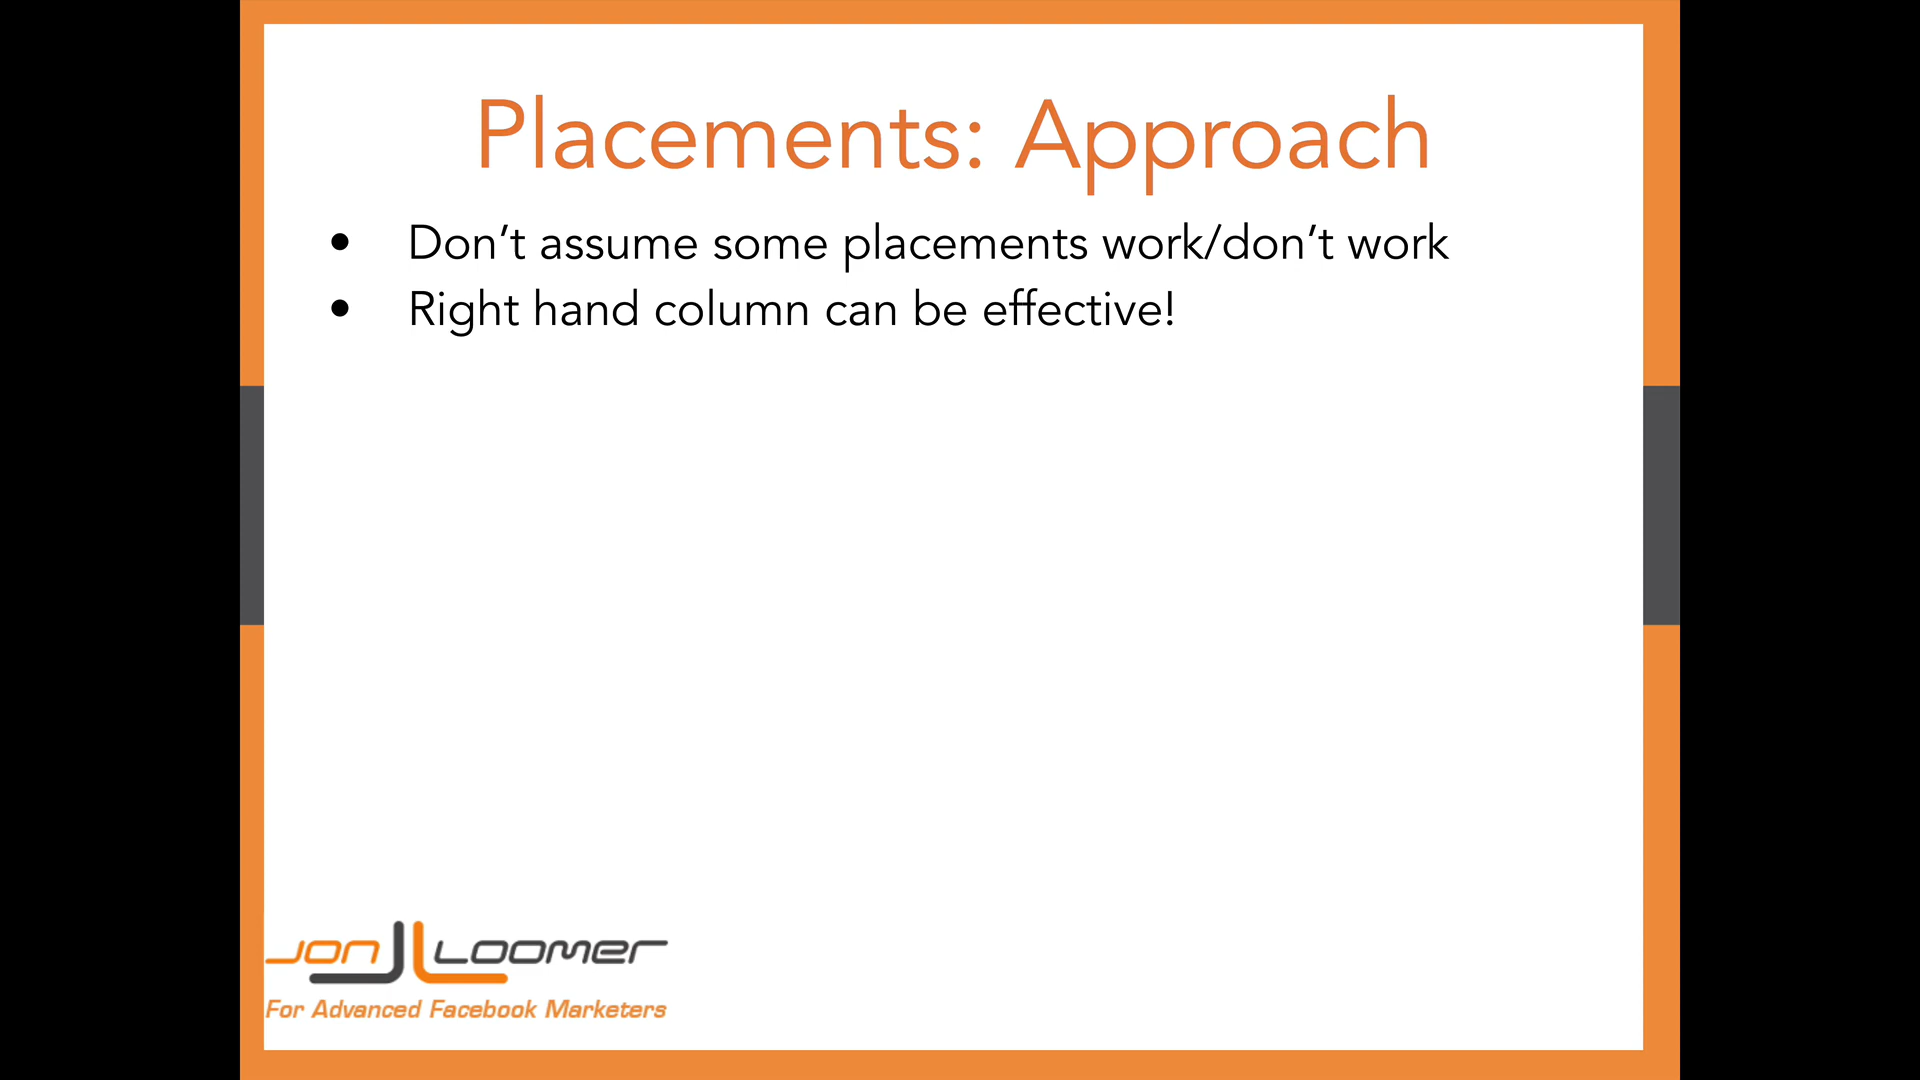 Placements: Approach
• Don’t assume some placements work/don’t work
• Right hand column can be effective!
Jon Loomer
For Advanced Facebook Marketers